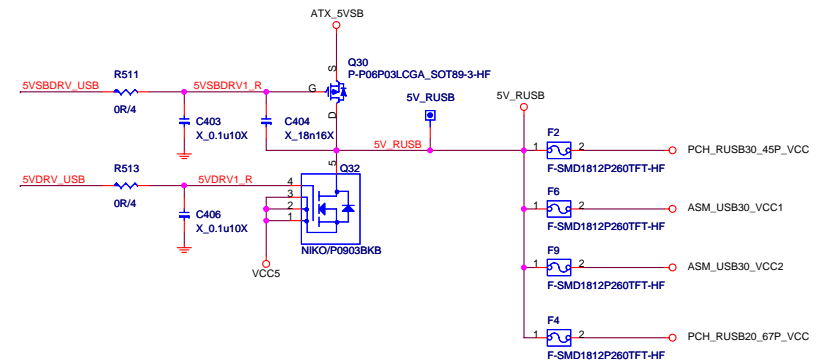 ATX_5VSB
Q30
P-P06P03LCGA_SOT89-3-HF
S
G
D
R511
5VSBDRV_USB
5VSBDRV1_R
0R/4
C403
X_0.1u10X
C404
X_18n16X
5V_RUSB
5V_RUSB
5V_RUSB
R513
5VDRV_USB
5VDRV1_R
0R/4
C406
X_0.1u10X
Q32
5
4
3
2
1
NIKO/P0903BKB
VCC5
F2
1
2
PCH_RUSB30_45P_VCC
F-SMD1812P260TFT-HF
F6
1
2
ASM_USB30_VCC1
F-SMD1812P260TFT-HF
F9
1
2
ASM_USB30_VCC2
F-SMD1812P260TFT-HF
F4
1
2
PCH_RUSB20_67P_VCC
F-SMD1812P260TFT-HF